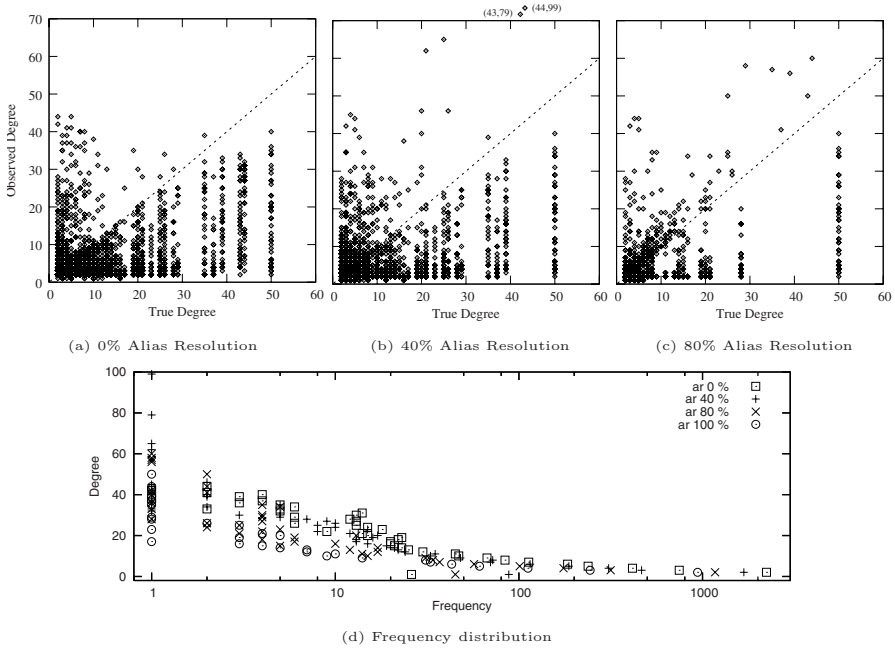 (43,79) (44,99)
70
60
50
40
30
20
10
0
Observed Degree
0 10 20 30 40 50 60
True Degree
(a) 0% Alias Resolution
0 10 20 30 40 50 60
True Degree
(b) 40% Alias Resolution
0 10 20 30 40 50 60
True Degree
(c) 80% Alias Resolution
100
80
60
40
20
0
Degree
ar 0 %
ar 40 %
ar 80 %
ar 100 %
1 10 100 1000
Frequency
(d) Frequency distribution